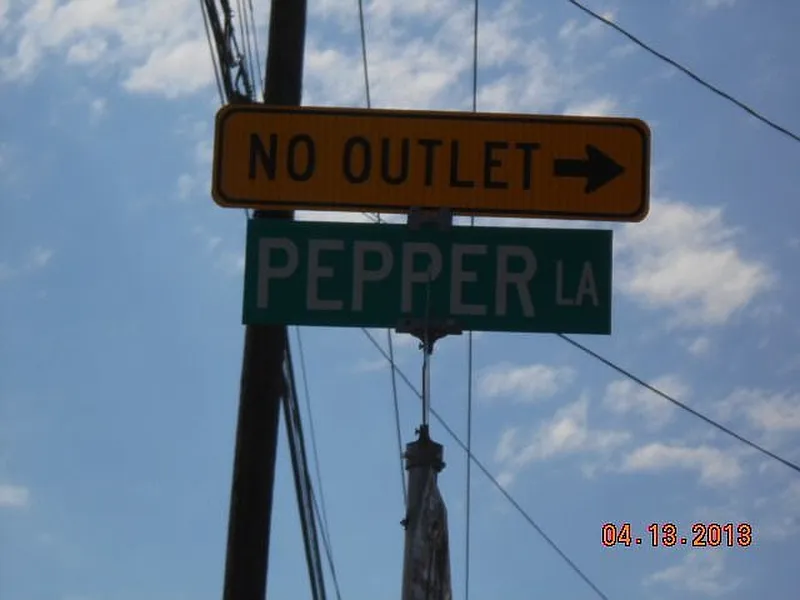 NO OUTLET
PEPPER LA
04.13.2013